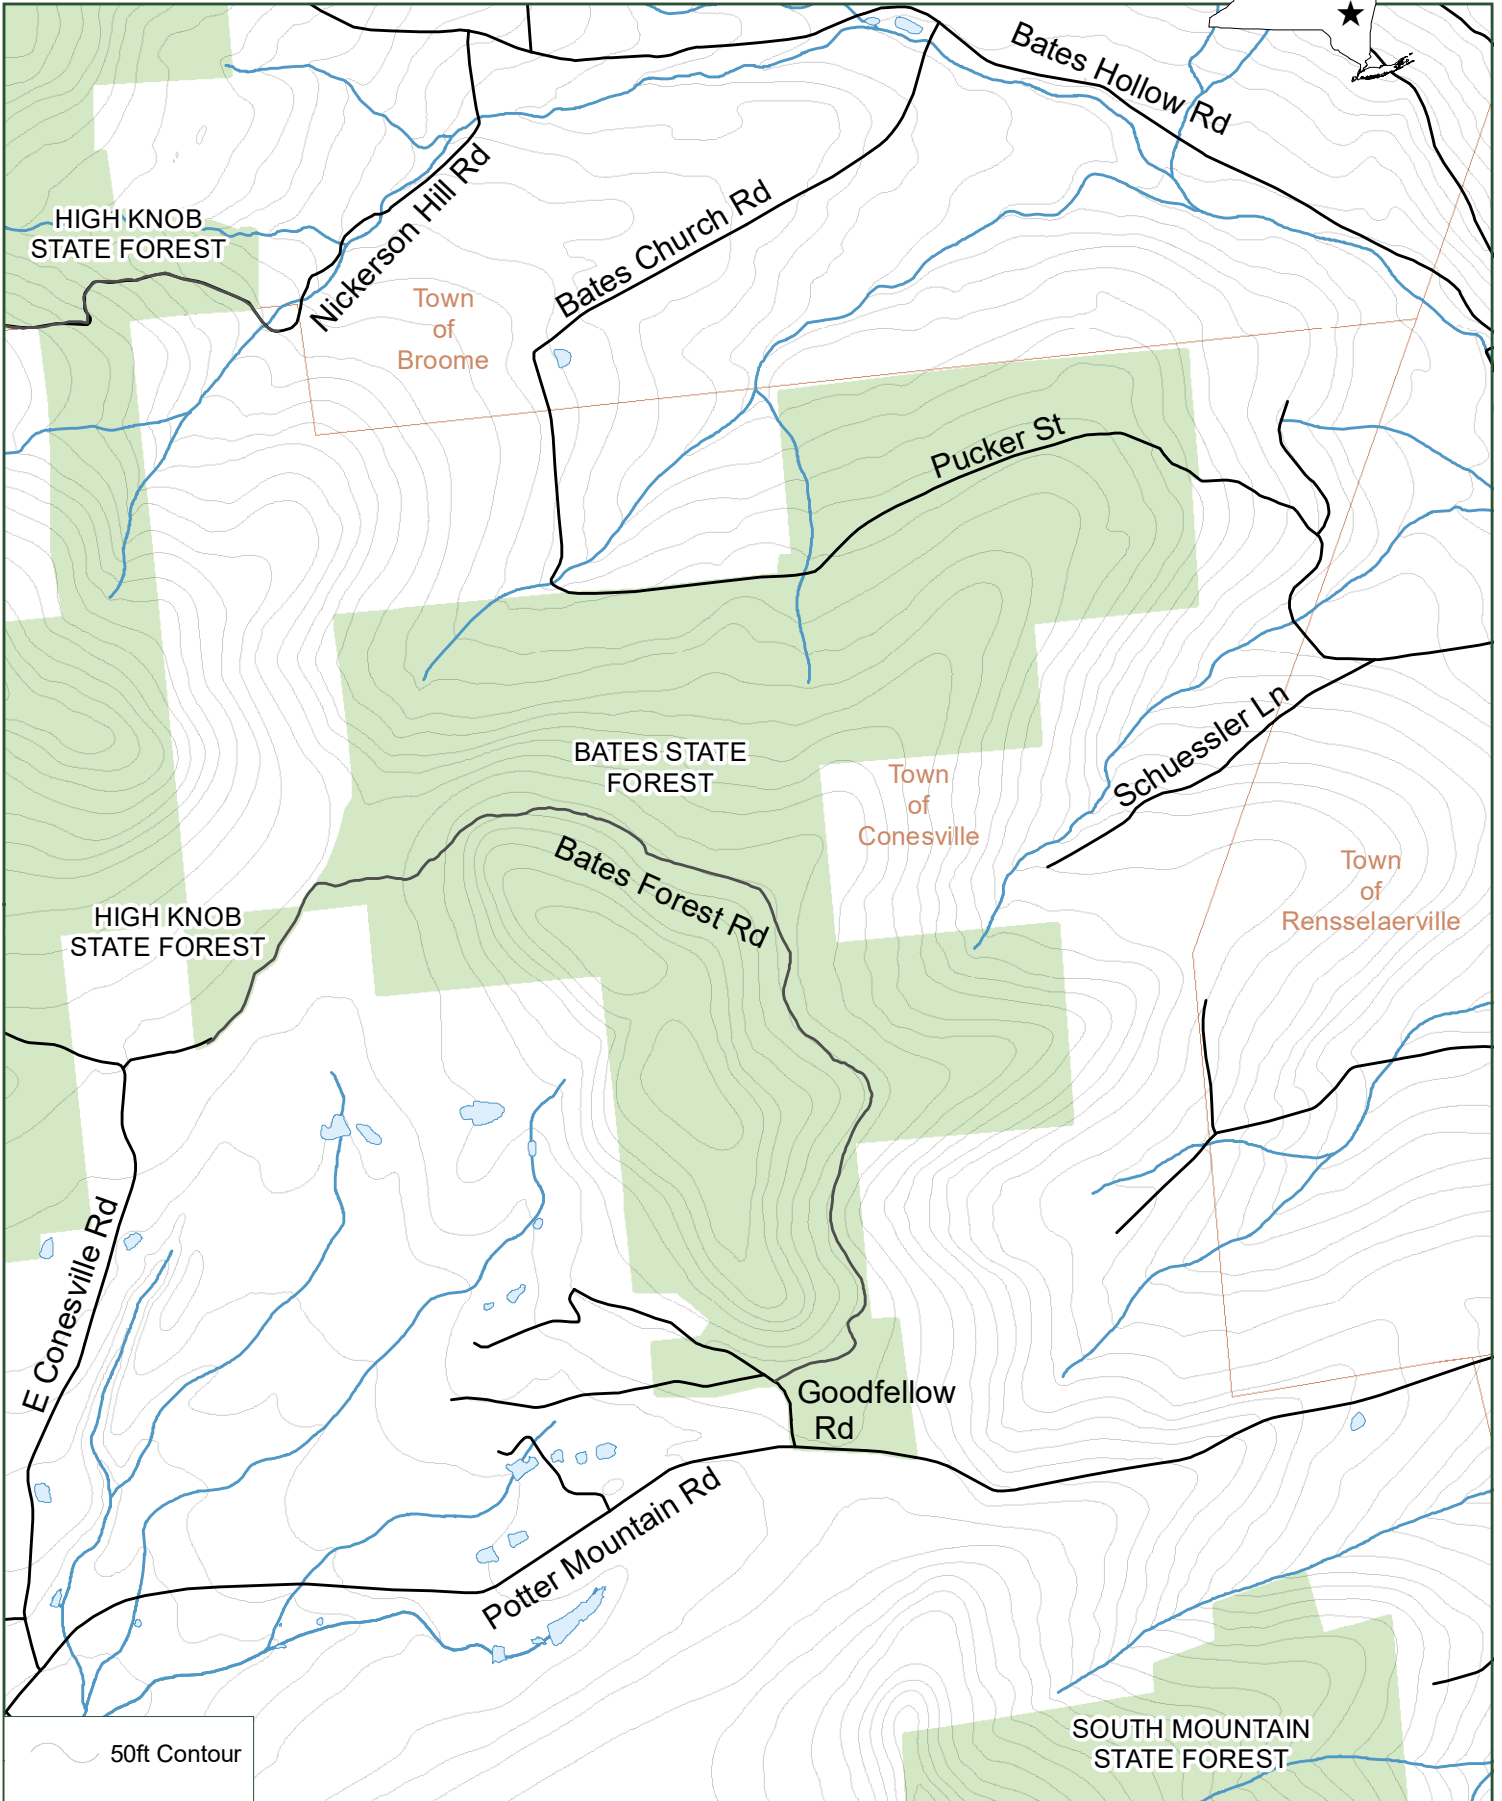 Bates Hollow Rd
Nickerson Hill Rd
Bates Church Rd
HIGH KNOB
STATE FOREST
Town
of
Broome
Pucker St
BATES STATE
FOREST
Schuessler Ln
Town
of
Conesville
Bates Forest Rd
Town
of
Rensselaerville
HIGH KNOB
STATE FOREST
E Conesville Rd
Goodfellow
Rd
Potter Mountain Rd
SOUTH MOUNTAIN
STATE FOREST
50ft Contour